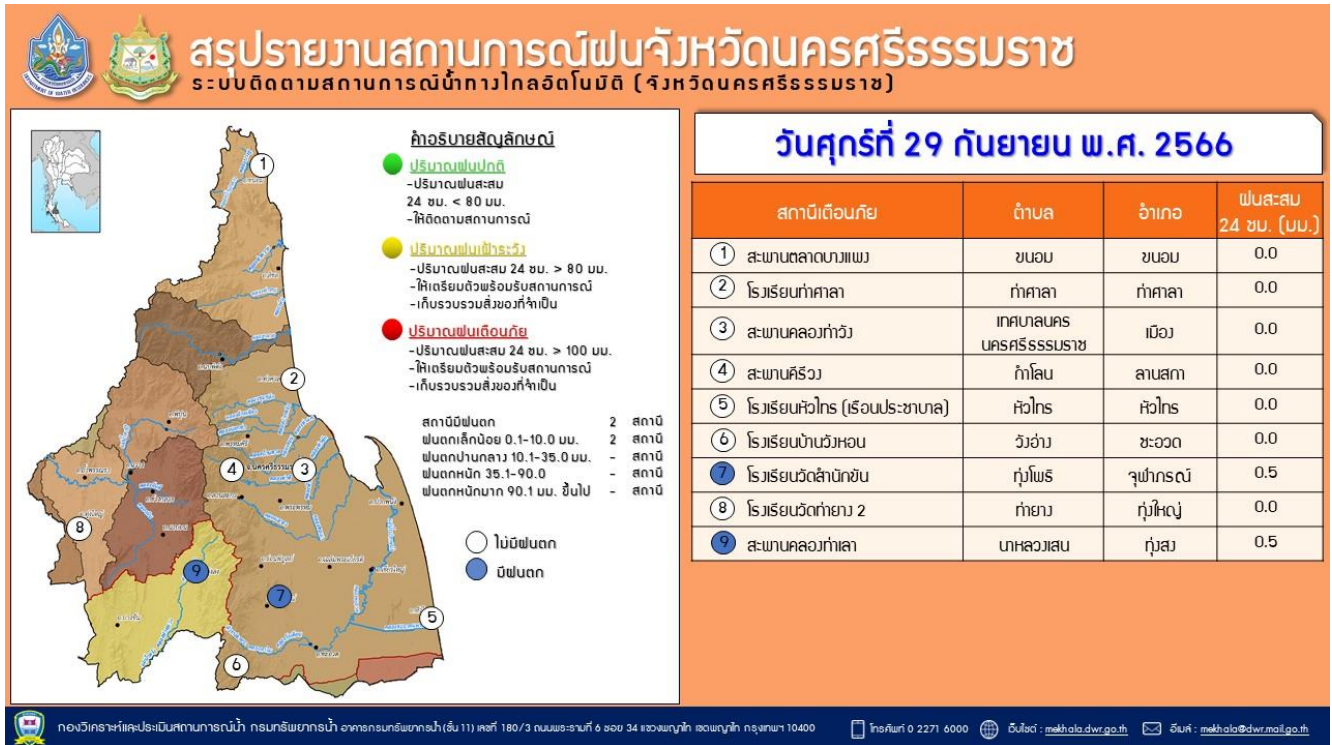 สรุปรายงานสถานการณ์ฝนจังหวัดนครศรีธรรมราช
ระบบติดตามสถานการณ์น้ำทางไกลอัตโนมัติ (จังหวัดนครศรีธรรมราช)
คำอธิบายสัญลักษณ์
ปริมาณฝนปกติ
-ปริมาณฝนสะสม
24 ชม. < 80 มม.
-ให้ติดตามสถานการณ์
ปริมาณฝนเฝ้าระวัง
-ปริมาณฝนสะสม 24 ชม. > 80 มม.
-ให้เตรียมตัวพร้อมรับสถานการณ์
-เก็บรวบรวมสิ่งของที่จำเป็น
ปริมาณฝนเตือนภัย
-ปริมาณฝนสะสม 24 ชม. > 100 มม.
-ให้เตรียมตัวพร้อมรับสถานการณ์
-เก็บรวบรวมสิ่งของที่จำเป็น
สถานีมีฝนตก 2 สถานี
ฝนตกเล็กน้อย 0.1-10.0 มม. 2 สถานี
ฝนตกปานกลาง 10.1-35.0 มม. - สถานี
ฝนตกหนัก 35.1-90.0 - สถานี
ฝนตกหนักมาก 90.1 มม. ขึ้นไป - สถานี
ไม่มีฝนตก
มีฝนตก
1
2
4
3
8
9
7
5
6
วันศุกร์ที่ 29 กันยายน พ.ศ. 2566
สถานีเตือนภัย ตำบล อำเภอ ฝนสะสม
24 ชม. (มม.)
1 สะพานตลาดบางแพง ขนอม ขนอม 0.0
2 โรงเรียนท่าศาลา ท่าศาลา ท่าศาลา 0.0
3 สะพานคลองท่าวัง เทศบาลนคร
นครศรีธรรมราช เมือง 0.0
4 สะพานคีรีวง กำโลน ลานสกา 0.0
5 โรงเรียนหัวไทร (เรือนประชาบาล) หัวไทร หัวไทร 0.0
6 โรงเรียนบ้านวังหอน วังอ่าง ชะอวด 0.0
7 โรงเรียนวัดสำนักขัน ทุ่งโพธิ จุฬาภรณ์ 0.5
8 โรงเรียนวัดท่ายาง 2 ท่ายาง ทุ่งใหญ่ 0.0
9 สะพานคลองท่าเลา นาหลวงเสน ทุ่งสง 0.5
กองวิเคราะห์และประเมินสถานการณ์น้ำ กรมทรัพยากรน้ำ อาคารกรมทรัพยากรน้ำ (ชั้น 11) เลขที่ 180/3 ถนนพระรามที่ 6 ซอย 34 แขวงพญาไท เขตพญาไท กรุงเทพฯ 10400
โทรศัพท์ 0 2271 6000
เว็บไซต์ : mekhala.dwr.go.th
อีเมล์ : mekhala@dwr.mail.go.th